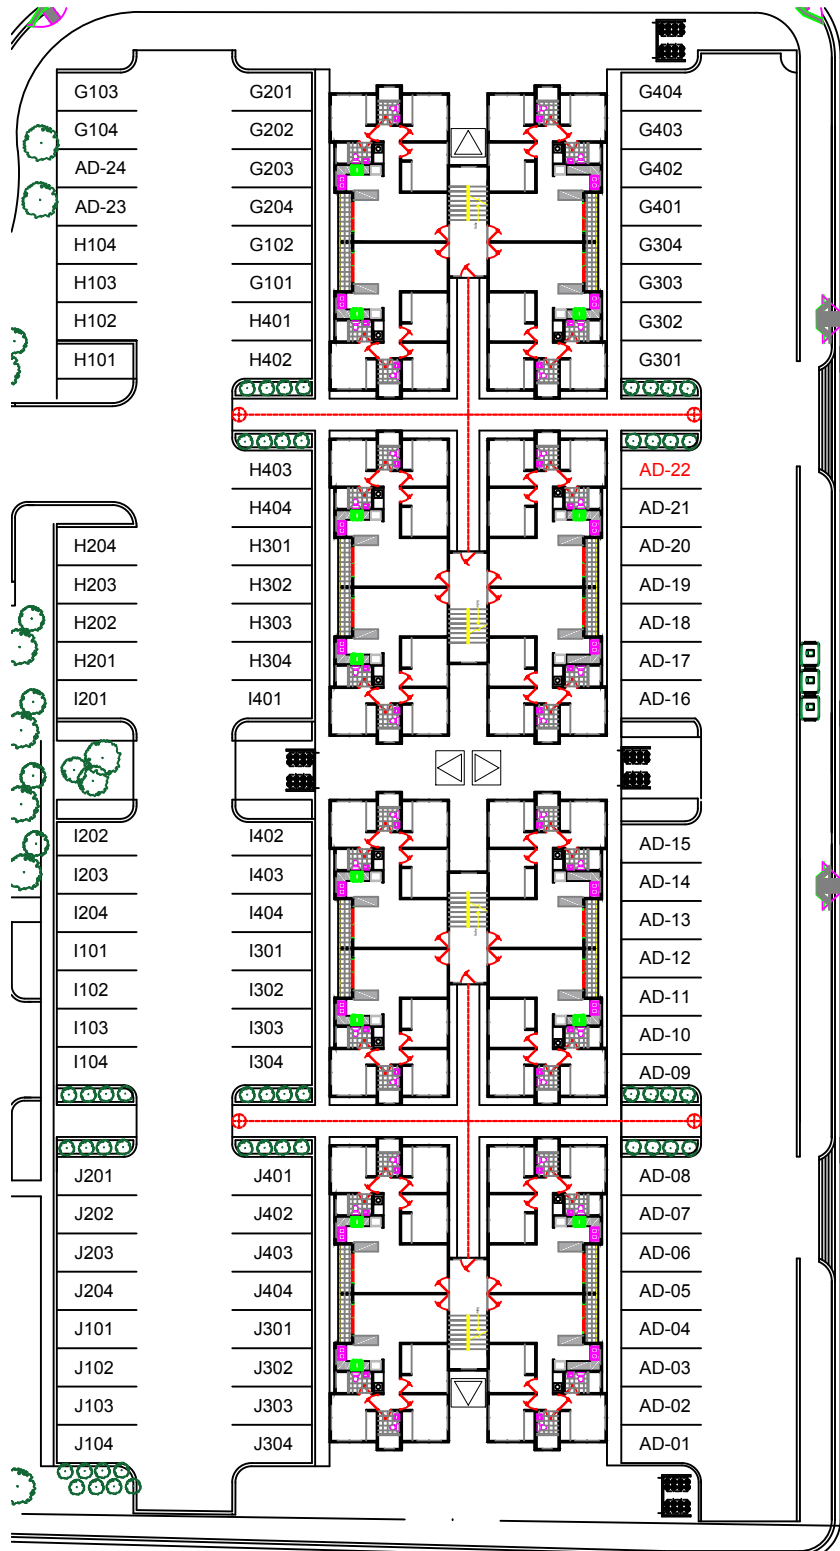 G103 G201 G404
G104 G202 G403
AD-24 G203 G402
AD-23 G204 G401
H104 G102 G304
H103 G101 G303
H102 H401 G302
H101 H402 G301
H403 AD-22
H404 AD-21
H204 H301 AD-20
H203 H302 AD-19
H202 H303 AD-18
H201 H304 AD-17
I201 I401 AD-16
I202 I402 AD-15
I203 I403 AD-14
I204 I404 AD-13
I101 I301 AD-12
I102 I302 AD-11
I103 I303 AD-10
I104 I304 AD-09
J201 J401 AD-08
J202 J402 AD-07
J203 J403 AD-06
J204 J404 AD-05
J101 J301 AD-04
J102 J302 AD-03
J103 J303 AD-02
J104 J304 AD-01